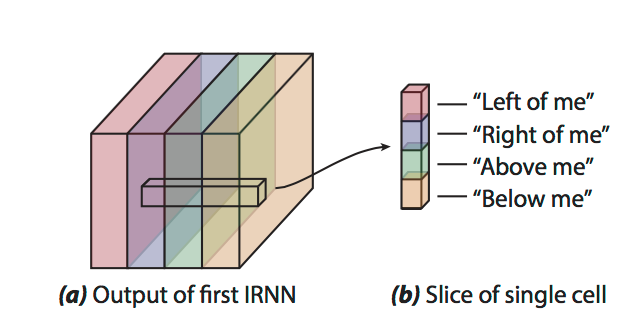 “Left of me”
“Right of me”
“Above me”
“Below me”
(a) Output of first IRNN
(b) Slice of single cell